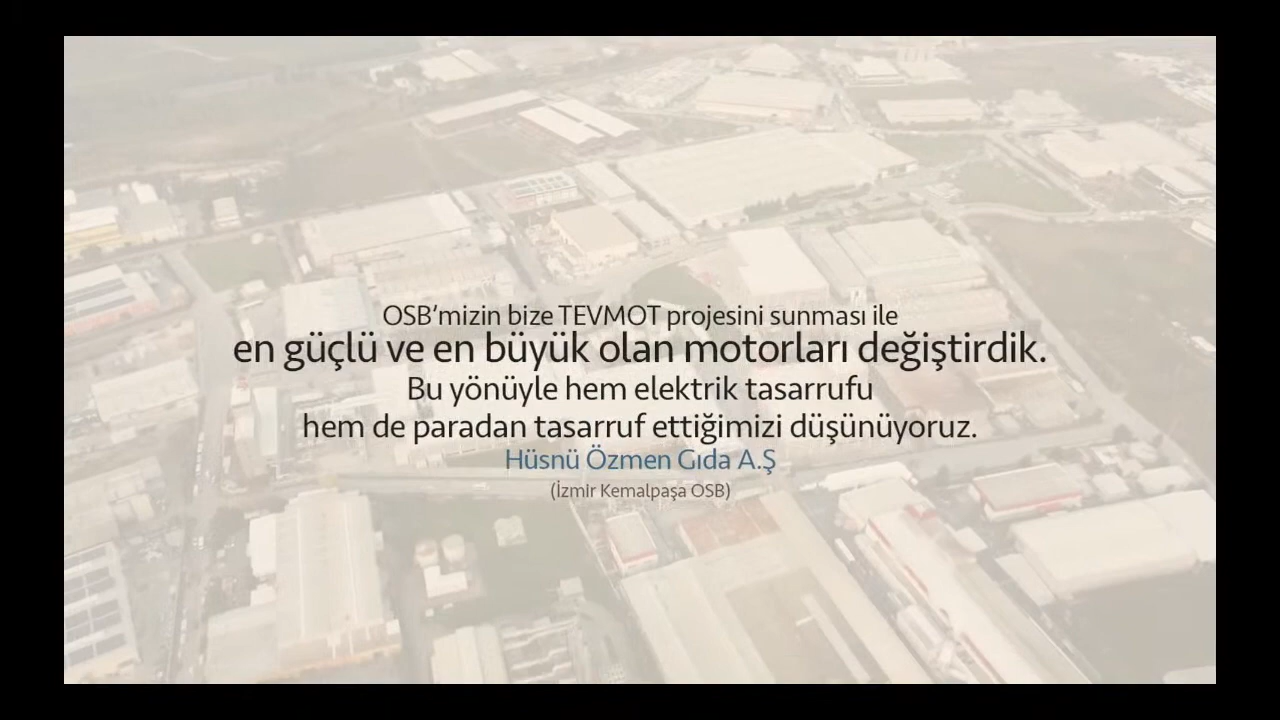 OSB'mizin bize TEVMOT projesini sunması ile
en güçlü ve en büyük olan motorları değiştirdik.
Bu yönüyle hem elektrik tasarrufu
hem de paradan tasarruf ettiğimizi düşünüyoruz.
Hüsnü Özmen Gıda A.Ş
(İzmir Kemalpaşa OSB)